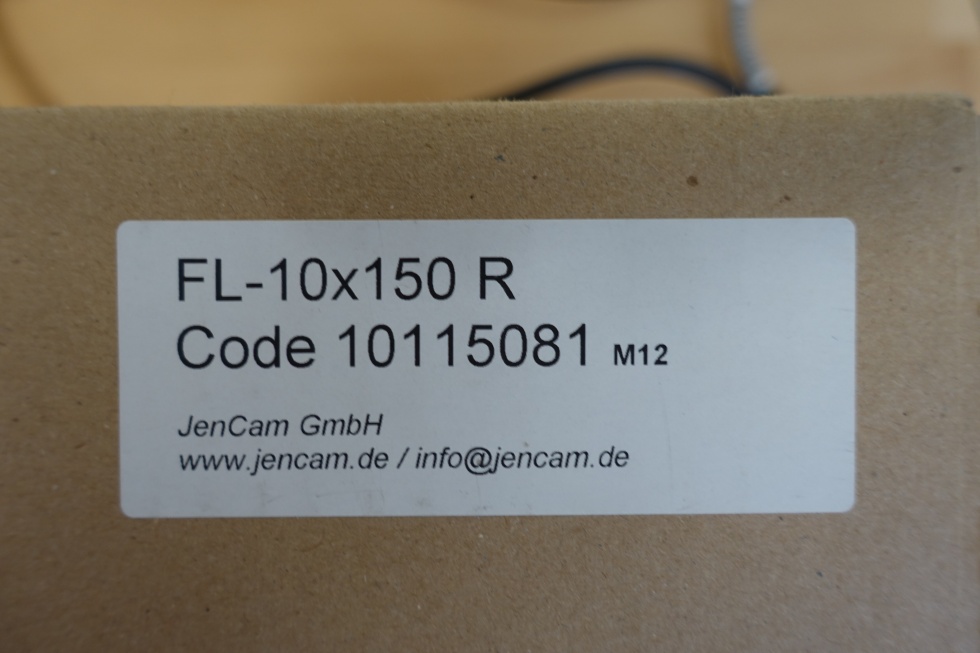 FL-10x150 R
Code 10115081 M12
JenCam GmbH
www.jencam.de / info@jencam.de